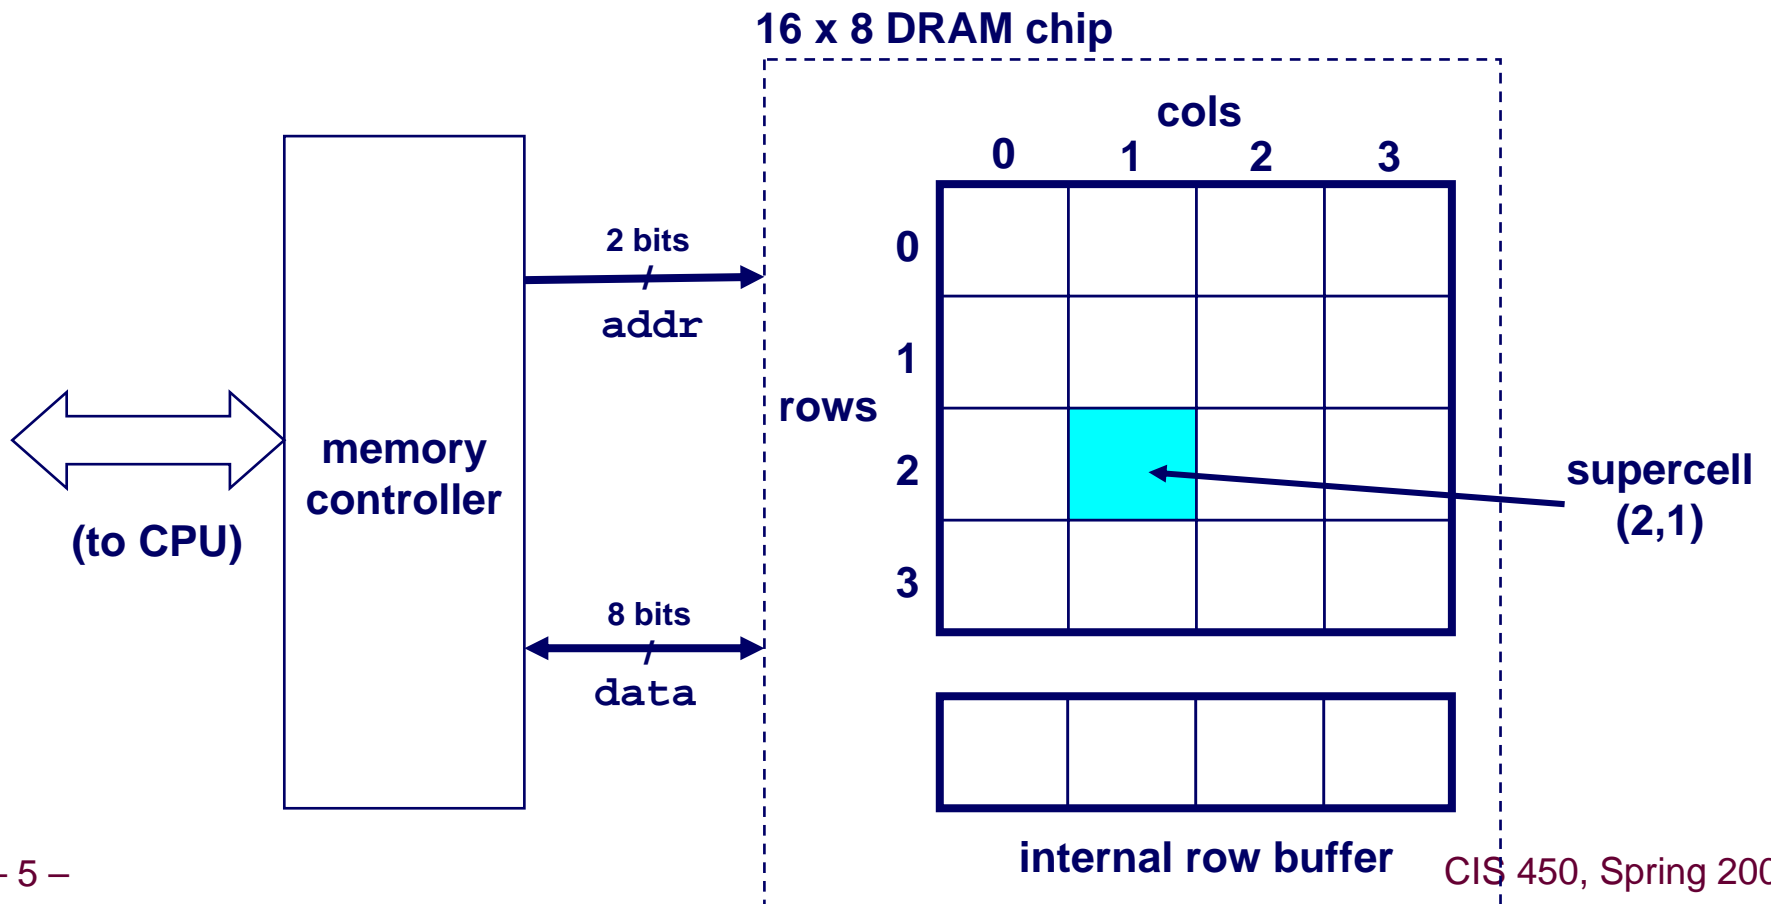 16 x 8 DRAM chip
cols
0 1 2 3
2 bits
addr
0
1
rows
2
3
memory
controller
(to CPU)
supercell
(2,1)
8 bits
data
internal row buffer
– 5 –
CIS 450, Spring 200